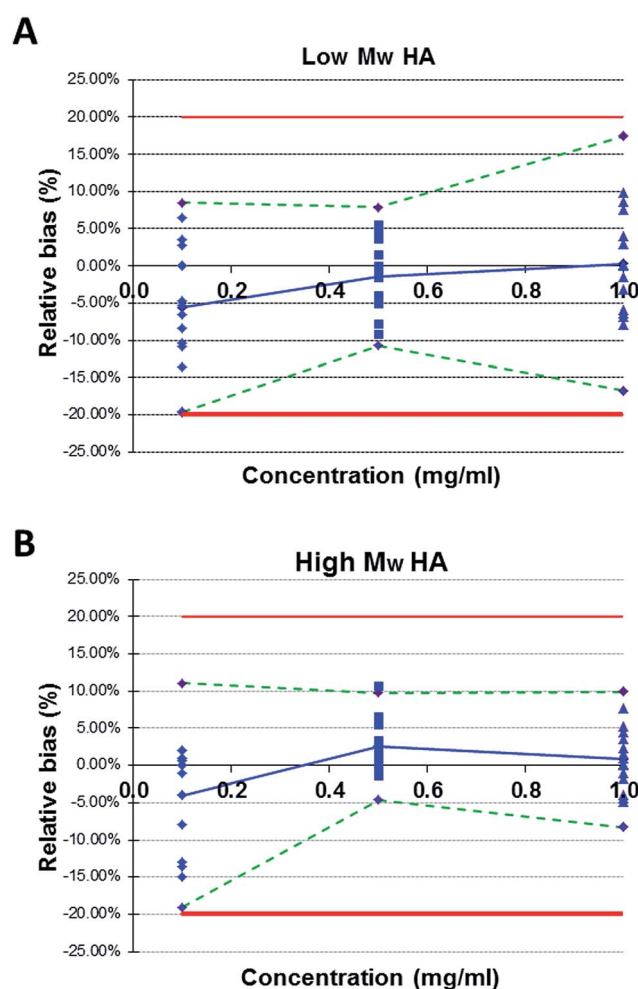 A
Low Mw HA
25.00%
20.00%
15.00%
10.00%
5.00%
0.00%
-5.00%
-10.00%
-15.00%
-20.00%
-25.00%
Relative bias (%)
0.0 0.2 0.4 0.6 0.8 1.0
Concentration (mg/ml)
B
High Mw HA
25.00%
20.00%
15.00%
10.00%
5.00%
0.00%
-5.00%
-10.00%
-15.00%
-20.00%
-25.00%
Relative bias (%)
0.0 0.2 0.4 0.6 0.8 1.0
Concentration (mg/ml)